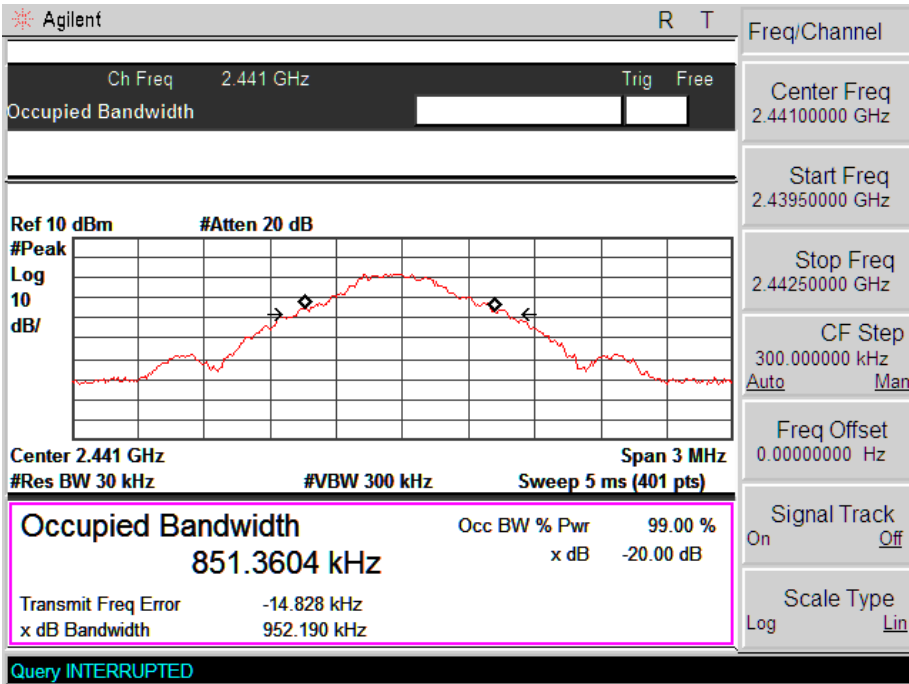 Agilent R T
Ch Freq 2.441 GHz Trig Free
Occupied Bandwidth
Ref 10 dBm #Atten 20 dB
#Peak
Log
10
dB/
Center 2.441 GHz Span 3 MHz
#Res BW 30 kHz #VBW 300 kHz Sweep 5 ms (401 pts)
Occupied Bandwidth Occ BW % Pwr 99.00 %
851.3604 kHz x dB -20.00 dB
Transmit Freq Error -14.828 kHz
x dB Bandwidth 952.190 kHz
Query INTERRUPTED
Freq/Channel
Center Freq
2.44100000 GHz
Start Freq
2.43950000 GHz
Stop Freq
2.44250000 GHz
CF Step
300.000000 kHz
Auto Man
Freq Offset
0.00000000 Hz
Signal Track
On Off
Scale Type
Log Lin